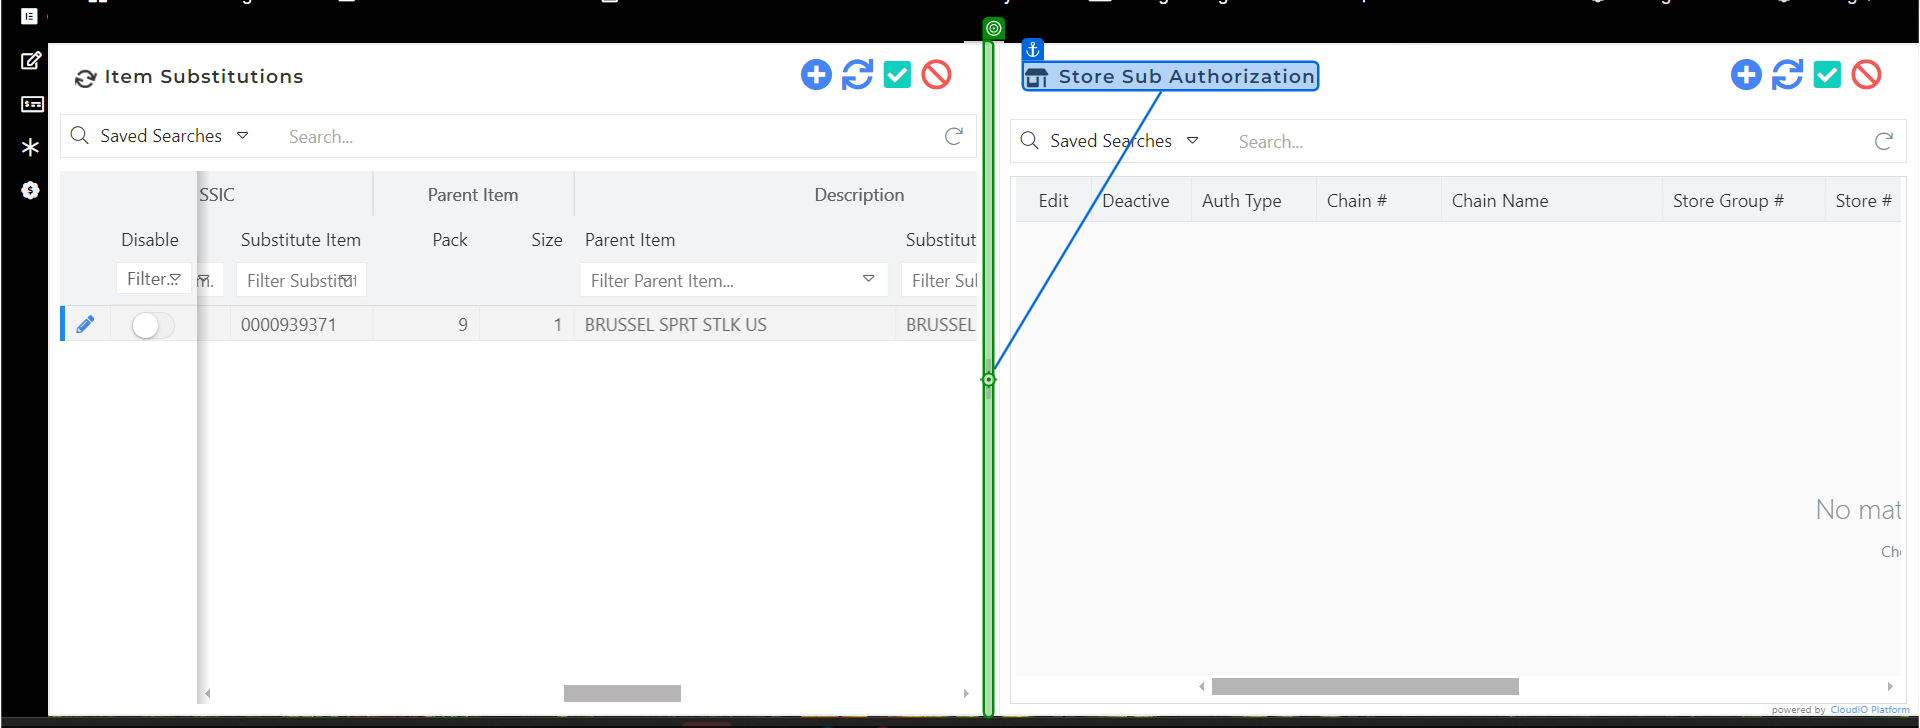 Item Substitutions
Store Sub Authorization
Saved Searches
Search...
Saved Searches
Search...
SSIC
Parent Item
Description
Disable
Substitute Item
Pack
Size
Parent Item
Substitut
Filter...
m.
Filter Substitut
Filter Parent Item...
Filter Sul
0000939371
9
1
BRUSSEL SPRT STLK US
BRUSSEL
Edit
Deactive
Auth Type
Chain #
Chain Name
Store Group #
Store #
No mat
Che
powered by CloudIO Platform